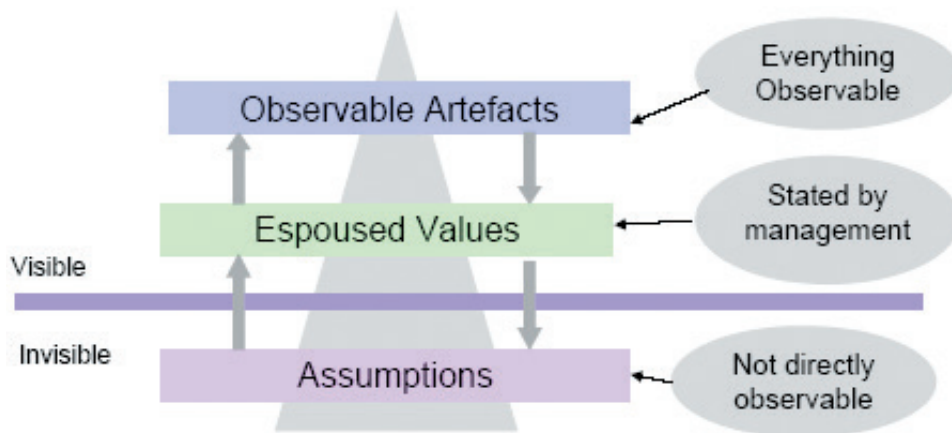 Everything
Observable
Observable Artefacts
Stated by
management
Espoused Values
Visible
Invisible
Assumptions
Not directly
observable